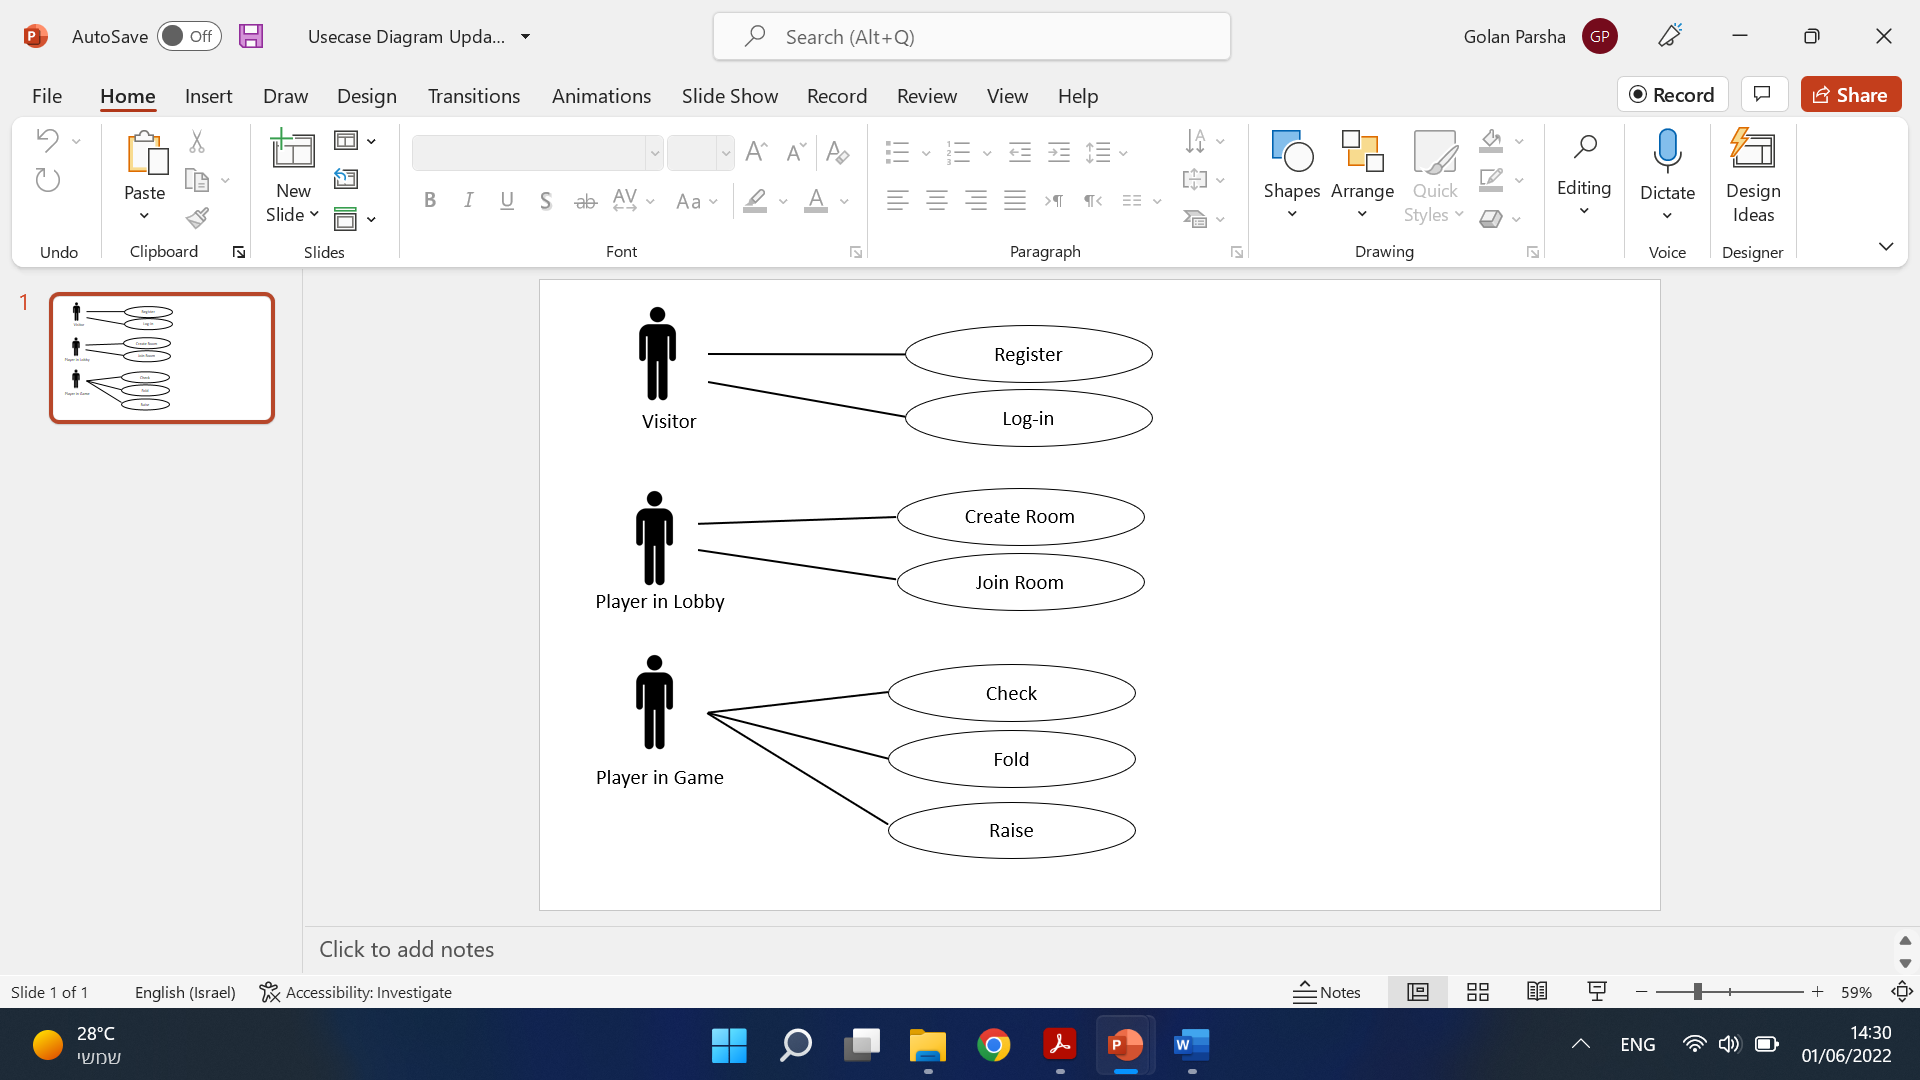 AutoSave Off Usecase Diagram Upda... Search (Alt+Q) Golan Parsha GP
File Home Insert Draw Design Transitions Animations Slide Show Record Review View Help Record Share
Paste New Slide Shapes Arrange Quick Styles Editing Dictate Design Ideas
Undo Clipboard Slides Font Paragraph Drawing Voice Designer
1
Visitor
Register
Log-in
Player in Lobby
Create Room
Join Room
Player in Game
Check
Fold
Raise
Click to add notes
Slide 1 of 1 English (Israel) Accessibility: Investigate Notes 59%
28°C
שמשי
ENG
14:30
01/06/2022